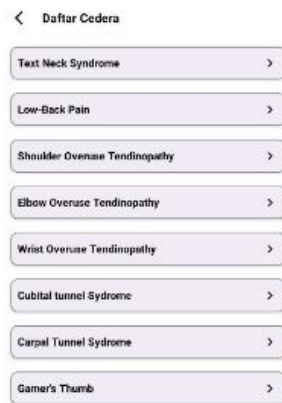 Daftar Cedera
Text Neck Syndrome
Low-Back Pain
Shoulder Overuse Tendinopathy
Elbow Overuse Tendinopathy
Wrist Overuse Tendinopathy
Cubital tunnel Sydrome
Carpal Tunnel Sydrome
Gamer's Thumb